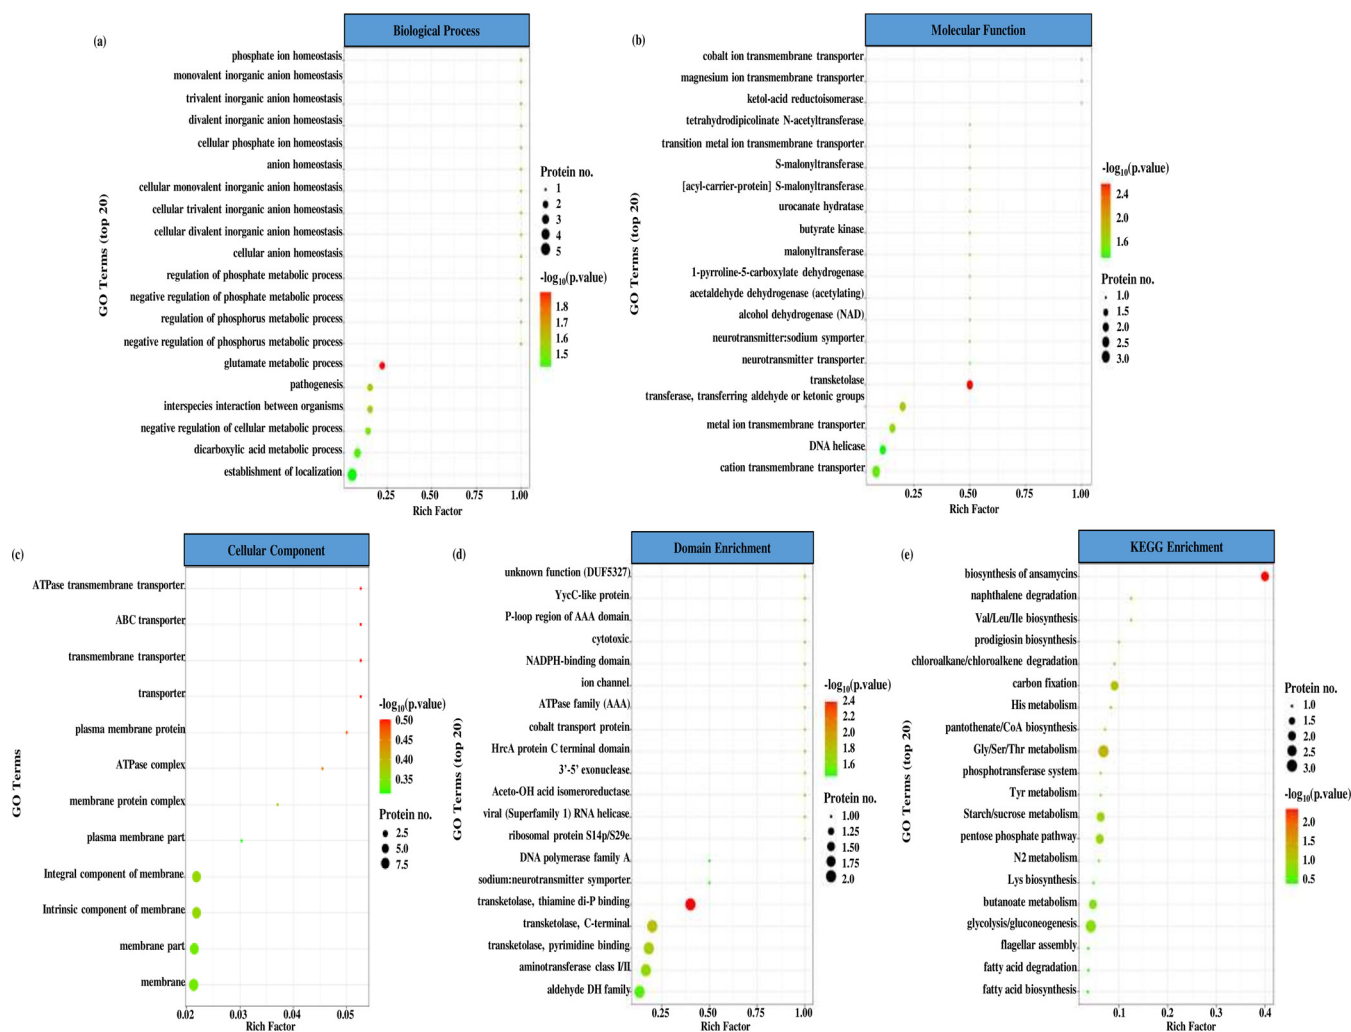 (a)
Biological Process
GO Terms (top 20)
phosphate ion homeostasis
monovalent inorganic anion homeostasis
trivalent inorganic anion homeostasis
divalent inorganic anion homeostasis
cellular phosphate ion homeostasis
anion homeostasis
cellular monovalent inorganic anion homeostasis
cellular trivalent inorganic anion homeostasis
cellular divalent inorganic anion homeostasis
cellular anion homeostasis
regulation of phosphate metabolic process
negative regulation of phosphate metabolic process
regulation of phosphorus metabolic process
negative regulation of phosphorus metabolic process
glutamate metabolic process
pathogenesis
interspecies interaction between organisms
negative regulation of cellular metabolic process
dicarboxylic acid metabolic process
establishment of localization
0.25 0.50 0.75 1.00
Rich Factor
Protein no.
1
2
3
4
5
-log10(p.value)
1.8
1.7
1.6
1.5
(b)
Molecular Function
GO Terms (top 20)
cobalt ion transmembrane transporter
magnesium ion transmembrane transporter
ketol-acid reductoisomerase
tetrahydrodipicolinate N-acetyltransferase
transition metal ion transmembrane transporter
S-malonyltransferase
[acyl-carrier-protein] S-malonyltransferase
urocanate hydratase
butyrate kinase
malonyltransferase
1-pyrroline-5-carboxylate dehydrogenase
acetaldehyde dehydrogenase (acetylating)
alcohol dehydrogenase (NAD)
neurotransmitter:sodium symporter
neurotransmitter transporter
transketolase
transferase, transferring aldehyde or ketonic groups
metal ion transmembrane transporter
DNA helicase
cation transmembrane transporter
0.25 0.50 0.75 1.00
Rich Factor
-log10(p.value)
2.4
2.0
1.6
Protein no.
1.0
1.5
2.0
2.5
3.0
(c)
Cellular Component
GO Terms
ATPase transmembrane transporter
ABC transporter
transmembrane transporter
transporter
plasma membrane protein
ATPase complex
membrane protein complex
plasma membrane part
Integral component of membrane
Intrinsic component of membrane
membrane part
membrane
0.02 0.03 0.04 0.05
Rich Factor
-log10(p.value)
0.50
0.45
0.40
0.35
Protein no.
2.5
5.0
7.5
(d)
Domain Enrichment
GO Terms (top 20)
unknown function (DUF5327)
YycC-like protein
P-loop region of AAA domain
cytotoxic
NADPH-binding domain
ion channel
ATPase family (AAA)
cobalt transport protein
HrcA protein C terminal domain
3'-5' exonuclease
Aceto-OH acid isomeroreductase
viral (Superfamily 1) RNA helicase
ribosomal protein S14p/S29e
DNA polymerase family A
sodium:neurotransmitter symporter
transketolase, thiamine di-P binding
transketolase, C-terminal
transketolase, pyrimidine binding
aminotransferase class I/II
aldehyde DH family
0.25 0.50 0.75 1.00
Rich Factor
-log10(p.value)
2.4
2.1
1.8
1.6
Protein no.
1.00
1.25
1.50
1.75
2.0
(e)
KEGG Enrichment
GO Terms (top 20)
biosynthesis of ansamycins
naphthalene degradation
Val/Leu/Ile biosynthesis
prodigiosin biosynthesis
chloroalkane/chloroalkene degradation
carbon fixation
His metabolism
pantothenate/CoA biosynthesis
Gly/Ser/Thr metabolism
phosphotransferase system
Tyr metabolism
Starch/sucrose metabolism
pentose phosphate pathway
N2 metabolism
Lys biosynthesis
butanoate metabolism
glycolysis/gluconeogenesis
flagellar assembly
fatty acid degradation
fatty acid biosynthesis
0.1 0.2 0.3 0.4
Rich Factor
Protein no.
1.0
1.5
2.0
2.5
3.0
-log10(p.value)
2.0
1.5
1.0
0.5